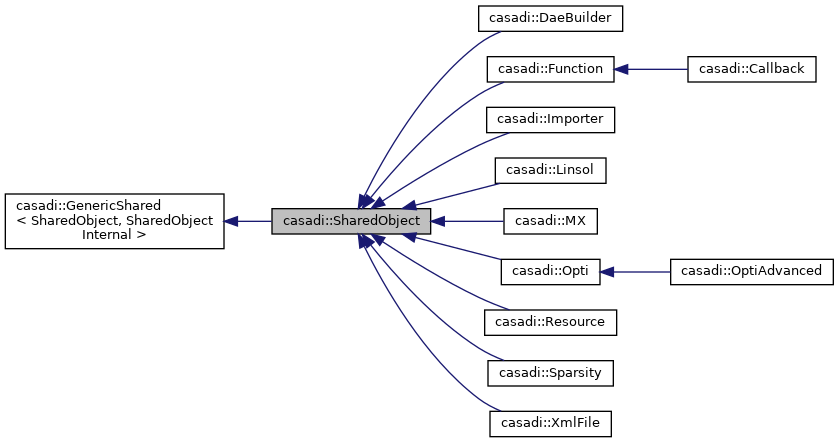 casadi::DaeBuilder
casadi::Function
casadi::Callback
casadi::Importer
casadi::Linsol
casadi::GenericShared
< SharedObject, SharedObject
Internal >
casadi::SharedObject
casadi::MX
casadi::Opti
casadi::OptiAdvanced
casadi::Resource
casadi::Sparsity
casadi::XmlFile